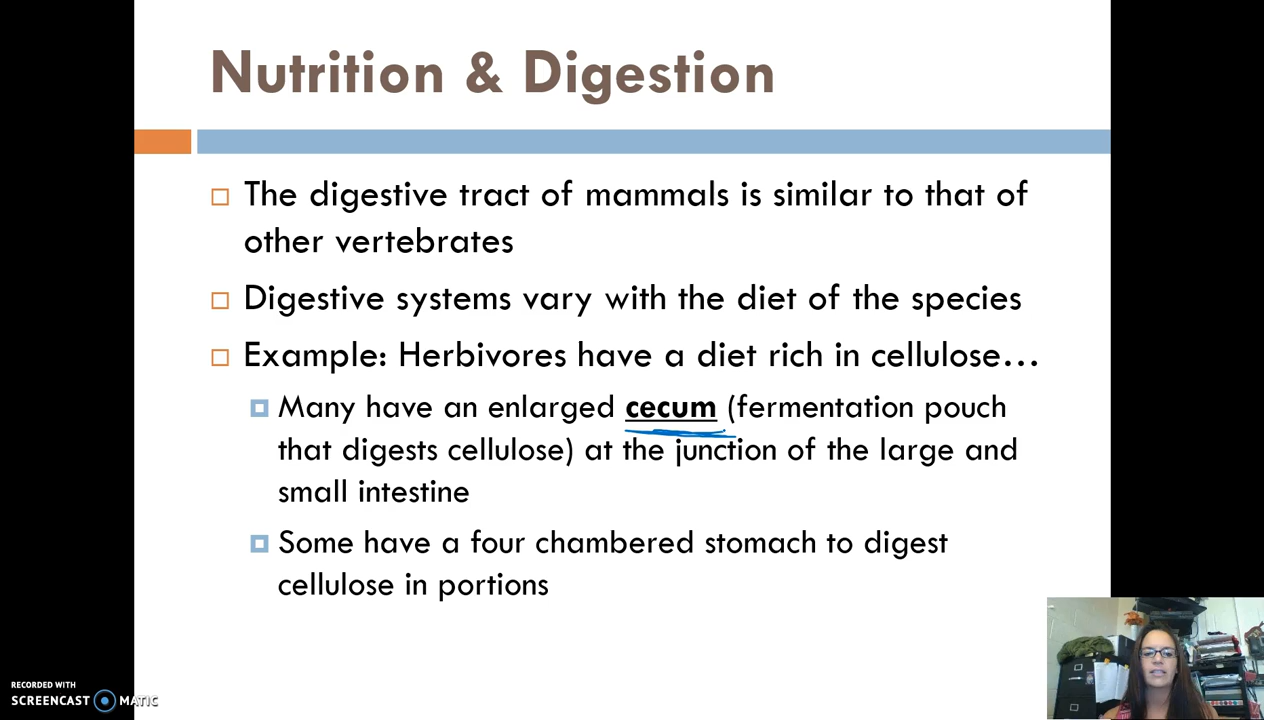 Nutrition & Digestion
The digestive tract of mammals is similar to that of
other vertebrates
Digestive systems vary with the diet of the species
Example: Herbivores have a diet rich in cellulose…
Many have an enlarged cecum (fermentation pouch
that digests cellulose) at the junction of the large and
small intestine
Some have a four chambered stomach to digest
cellulose in portions
RECORDED WITH
SCREENCAST MATIC